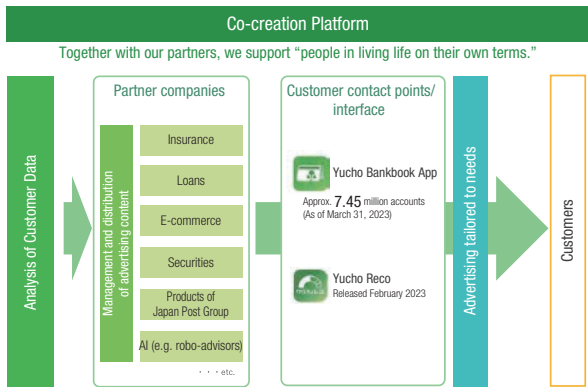 Co-creation Platform
Together with our partners, we support “people in living life on their own terms.”
Analysis of Customer Data
Partner companies
Management and distribution
of advertising content
Insurance
Loans
E-commerce
Securities
Products of
Japan Post Group
AI (e.g. robo-advisors)
・・・etc.
Customer contact points/
interface
Yucho Bankbook App
Approx. 7.45 million accounts
(As of March 31, 2023)
Yucho Reco
Released February 2023
Advertising tailored to needs
Customers